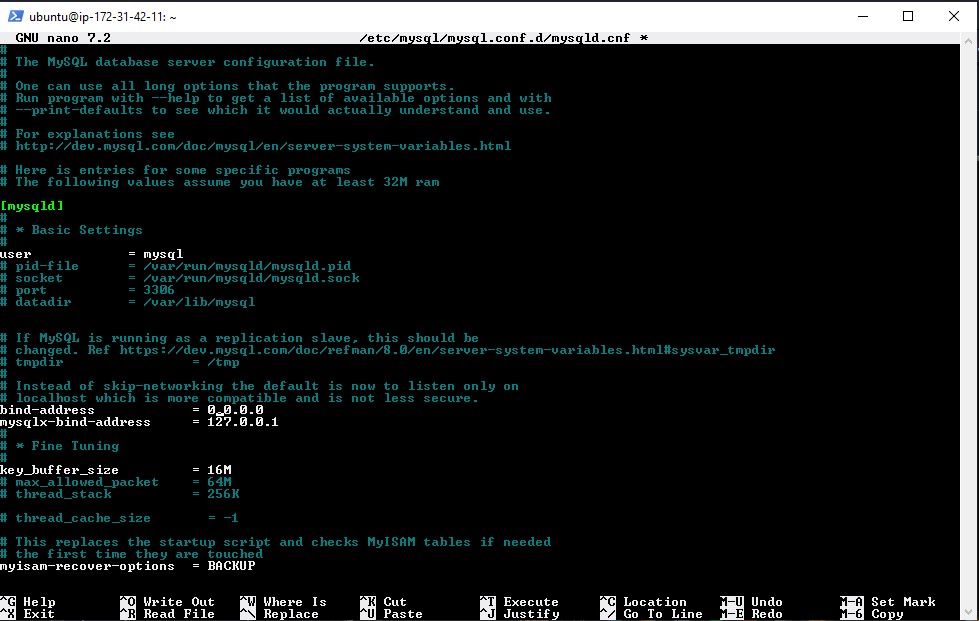 ubuntu@ip-172-31-42-11: ~
GNU nano 7.2 /etc/mysql/mysql.conf.d/mysqld.cnf *
#
# The MySQL database server configuration file.
#
# One can use all long options that the program supports.
# Run program with --help to get a list of available options and with
# --print-defaults to see which it would actually understand and use.
#
# For explanations see
# http://dev.mysql.com/doc/mysql/en/server-system-variables.html
# Here is entries for some specific programs
# The following values assume you have at least 32M ram
[mysqld]
#
# * Basic Settings
#
user = mysql
# pid-file = /var/run/mysqld/mysqld.pid
# socket = /var/run/mysqld/mysqld.sock
# port = 3306
# datadir = /var/lib/mysql
# If MySQL is running as a replication slave, this should be
# changed. Ref https://dev.mysql.com/doc/refman/8.0/en/server-system-variables.html#sysvar_tmpdir
# tmpdir = /tmp
#
# Instead of skip-networking the default is now to listen only on
# localhost which is more compatible and is not less secure.
bind-address = 0.0.0.0
mysqlx-bind-address = 127.0.0.1
#
# * Fine Tuning
#
key_buffer_size = 16M
# max_allowed_packet = 64M
# thread_stack = 256K
# thread_cache_size = -1
# This replaces the startup script and checks MyISAM tables if needed
# the first time they are touched
myisam-recover-options = BACKUP
^G Help ^O Write Out ^W Where Is ^K Cut ^T Execute ^C Location M-U Undo M-A Set Mark
^X Exit ^R Read File ^\ Replace ^U Paste ^J Justify ^/ Go To Line M-E Redo M-6 Copy